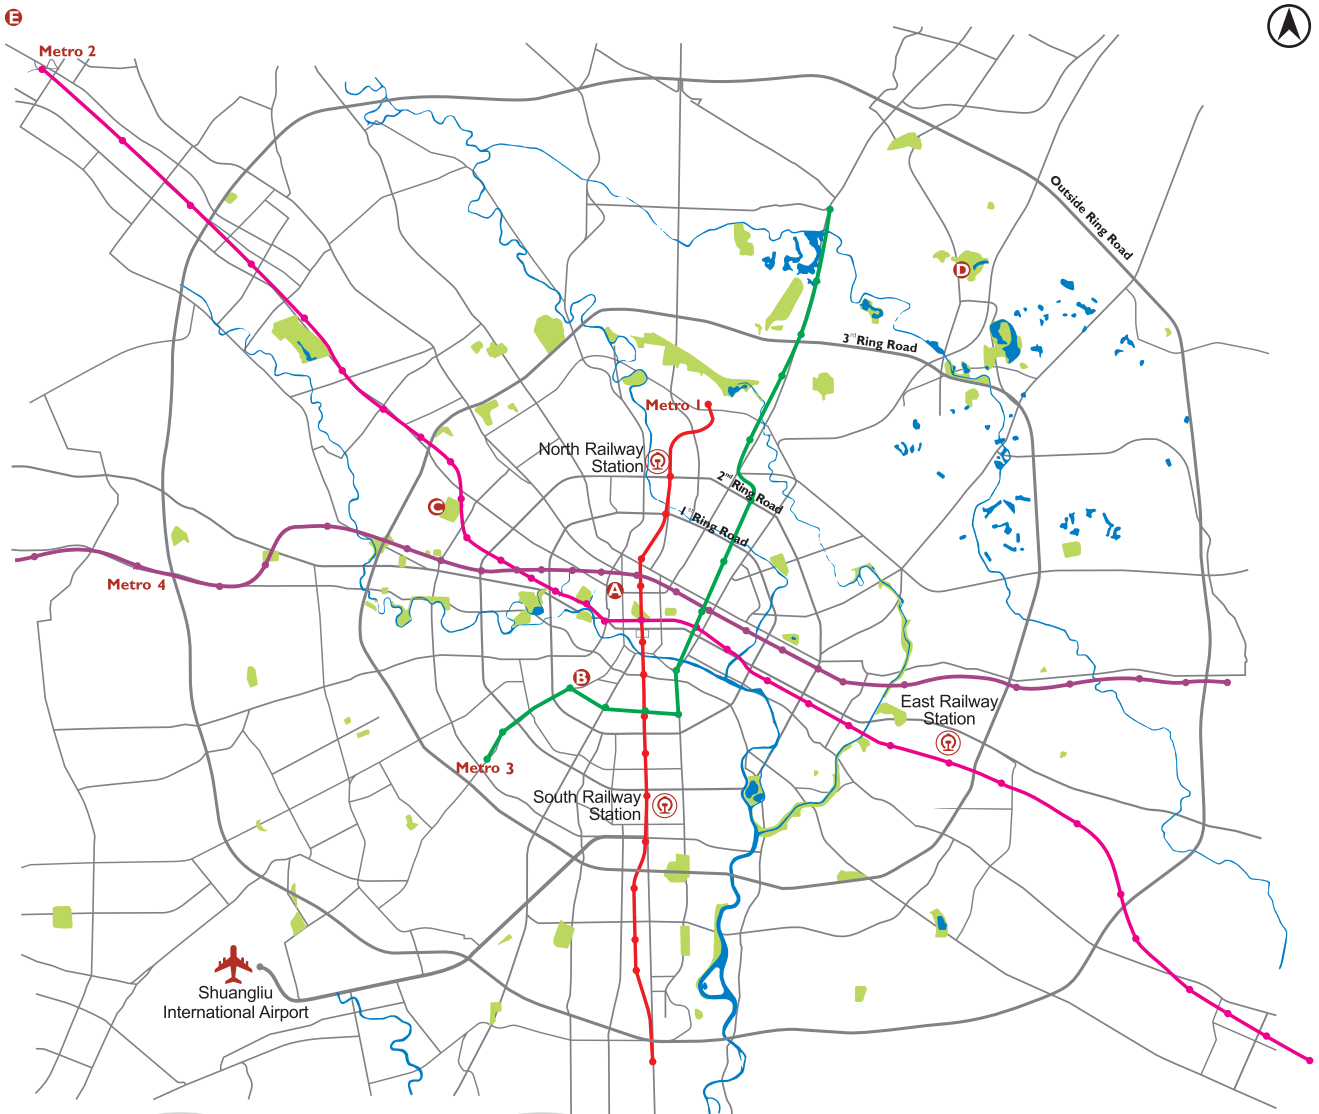 E
Metro 2
Outside Ring Road
D
3rd Ring Road
Metro 1
North Railway
Station
2nd Ring Road
C
1st Ring Road
Metro 4
A
B
East Railway
Station
Metro 3
South Railway
Station
Shuangliu
International Airport